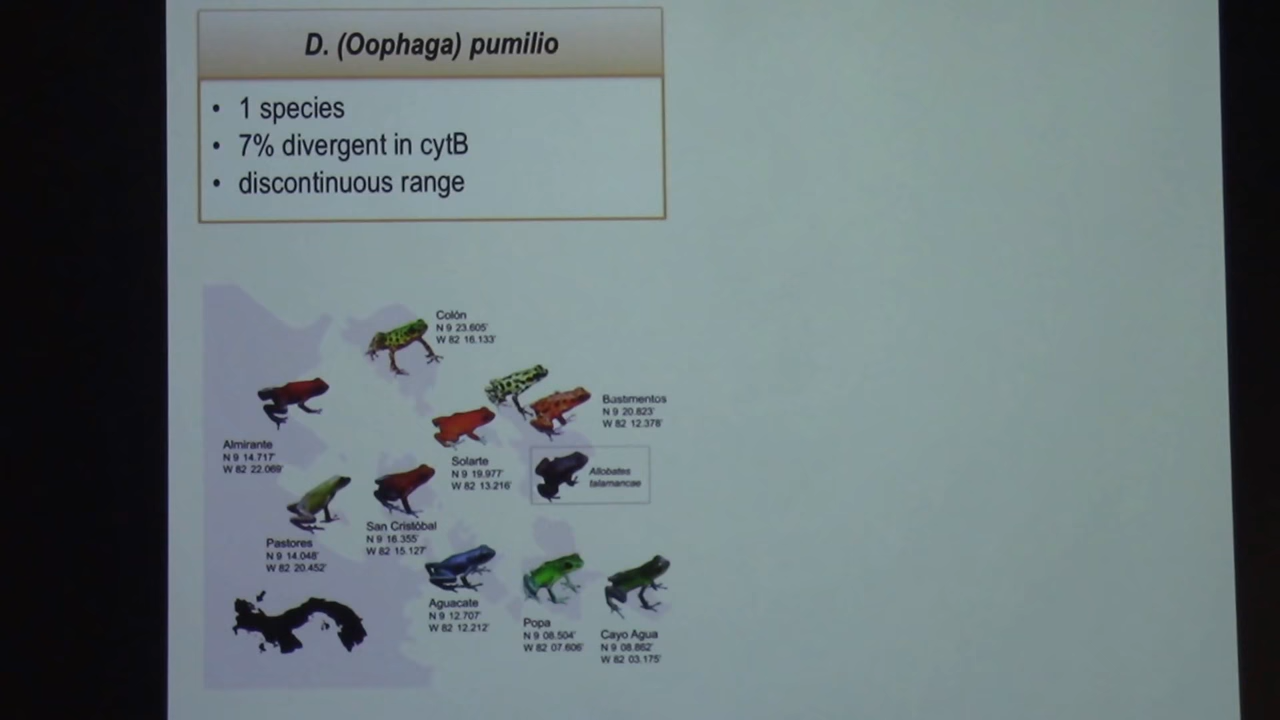 D. (Oophaga) pumilio
• 1 species
• 7% divergent in cytB
• discontinuous range
Colón
N 9 23.605'
W 82 16.133'
Bastimentos
N 9 20.623'
W 82 12.378'
Almirante
N 9 14.717'
W 82 22.069'
Solarte
N 9 19.977'
W 82 13.216'
Allobates
talamancae
San Cristóbal
N 9 16.355'
W 82 15.127'
Pastores
N 9 14.048'
W 82 20.452'
Aguacate
N 9 12.707'
W 82 12.212'
Popa
N 9 08.504'
W 82 07.606'
Cayo Agua
N 9 08.862'
W 82 03.175'